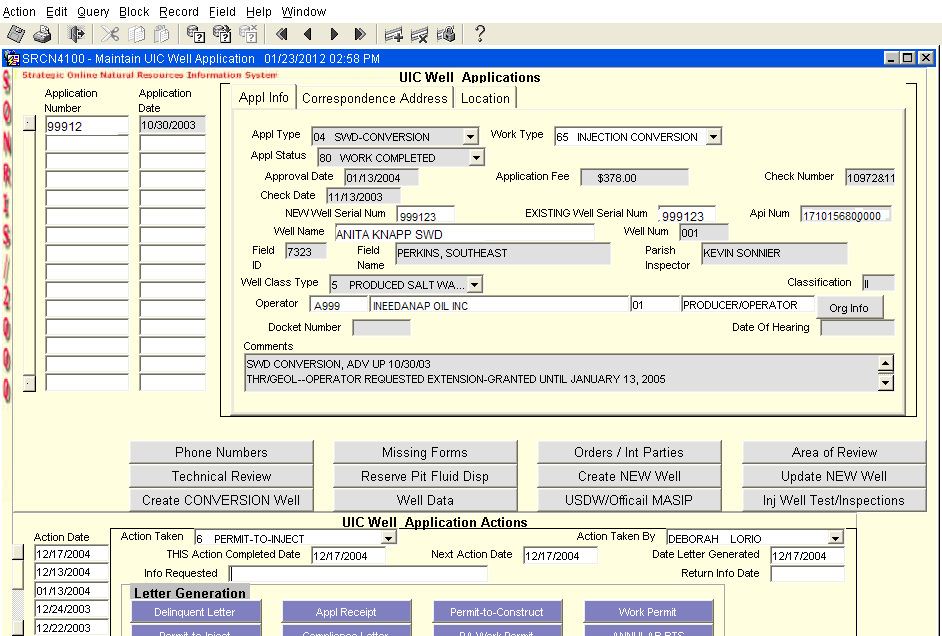 Action Edit Query Block Record Field Help Window
SRCN4100 - Maintain UIC Well Application 01/23/2012 02:58 PM
Strategic Online Natural Resources Information System
SONRIS//2000
UIC Well Applications
Application Number
Application Date
99912
10/30/2003
Appl Info Correspondence Address Location
Appl Type 04 SWD-CONVERSION Work Type 65 INJECTION CONVERSION
Appl Status 80 WORK COMPLETED
Approval Date 01/13/2004 Application Fee $378.00 Check Number 10972&11
Check Date 11/13/2003
NEW Well Serial Num 999123 EXISTING Well Serial Num 999123 Api Num 1710156800000
Well Name ANITA KNAPP SWD Well Num 001
Field ID 7323 Field Name PERKINS, SOUTHEAST Parish Inspector KEVIN SONNIER
Well Class Type 5 PRODUCED SALT WA... Classification II
Operator A999 INEEDANAP OIL INC 01 PRODUCER/OPERATOR Org Info
Docket Number Date Of Hearing
Comments
SWD CONVERSION, ADV UP 10/30/03
THR/GEOL--OPERATOR REQUESTED EXTENSION-GRANTED UNTIL JANUARY 13, 2005
Phone Numbers Missing Forms Orders / Int Parties Area of Review
Technical Review Reserve Pit Fluid Disp Create NEW Well Update NEW Well
Create CONVERSION Well Well Data USDW/Officail MASIP Inj Well Test/Inspections
UIC Well Application Actions
Action Date
12/17/2004
12/13/2004
01/13/2004
12/24/2003
12/22/2003
Action Taken 6 PERMIT-TO-INJECT Action Taken By DEBORAH LORIO
THIS Action Completed Date 12/17/2004 Next Action Date 12/17/2004 Date Letter Generated 12/17/2004
Info Requested Return Info Date
Letter Generation
Delinquent Letter Appl Receipt Permit-to-Construct Work Permit
Permit-to-Inject Compliance Letter P/A Work Permit ANNULAR RTS